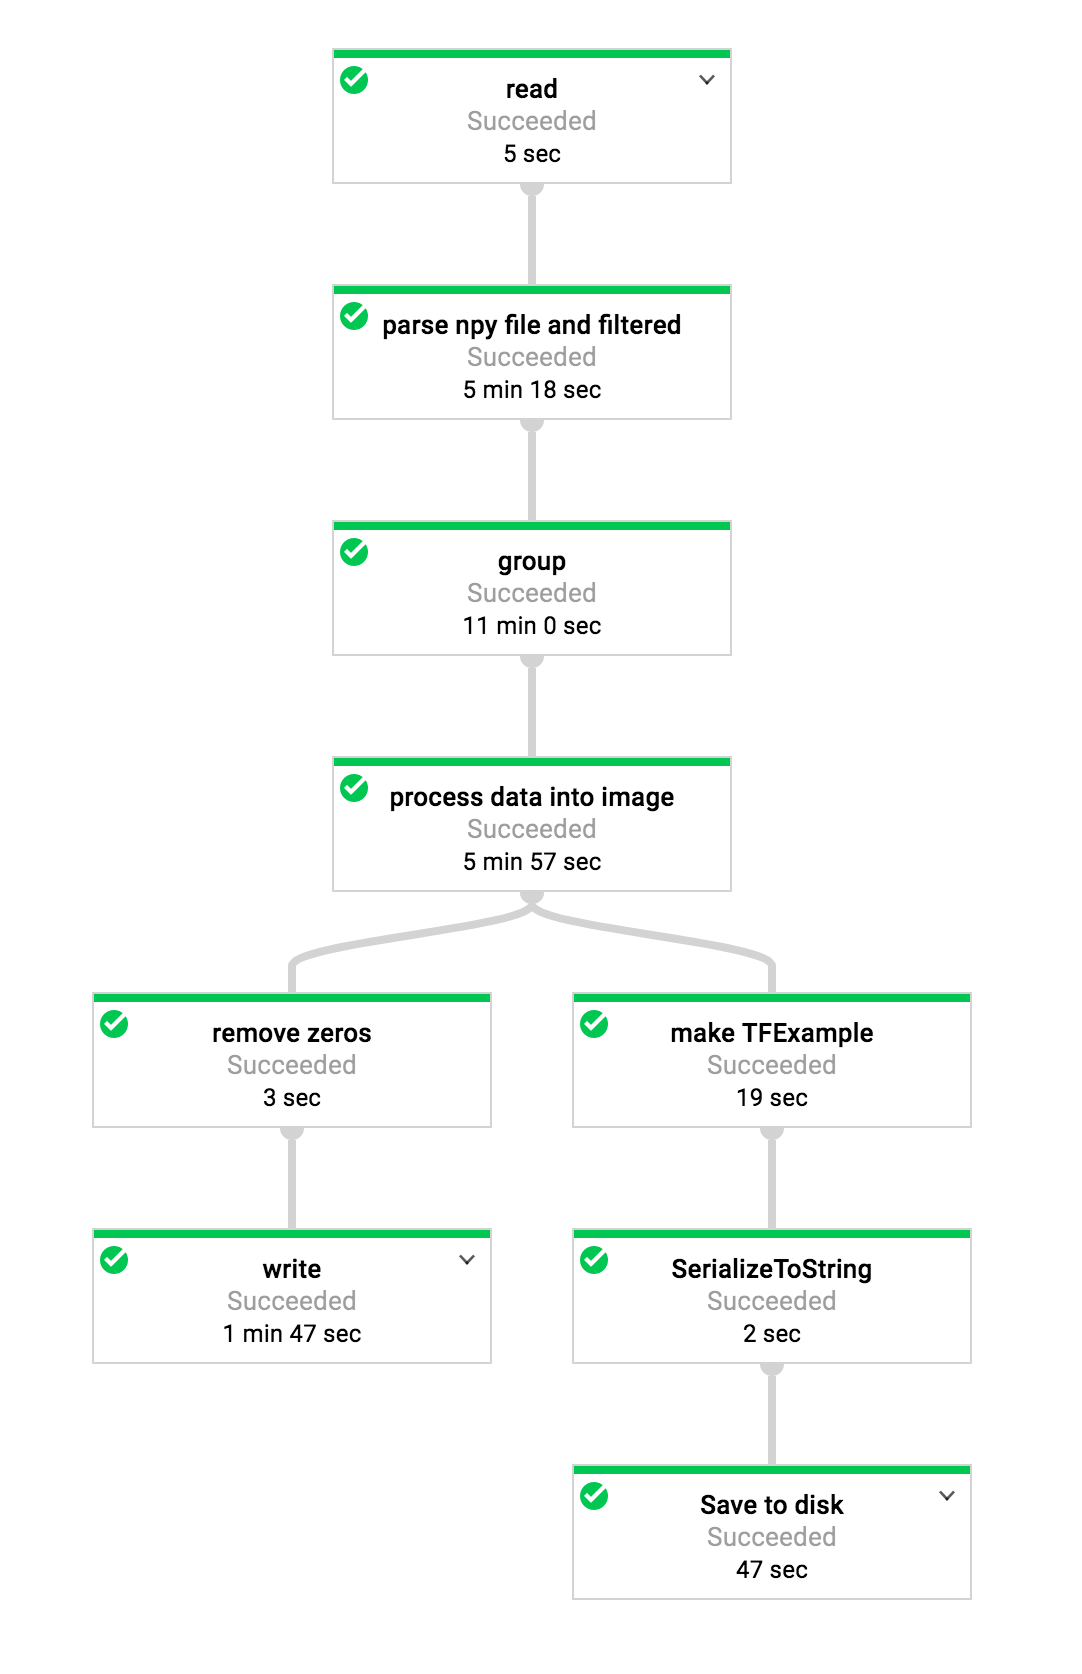 read
Succeeded
5 sec
parse npy file and filtered
Succeeded
5 min 18 sec
group
Succeeded
11 min 0 sec
process data into image
Succeeded
5 min 57 sec
remove zeros
Succeeded
3 sec
make TFExample
Succeeded
19 sec
write
Succeeded
1 min 47 sec
SerializeToString
Succeeded
2 sec
Save to disk
Succeeded
47 sec